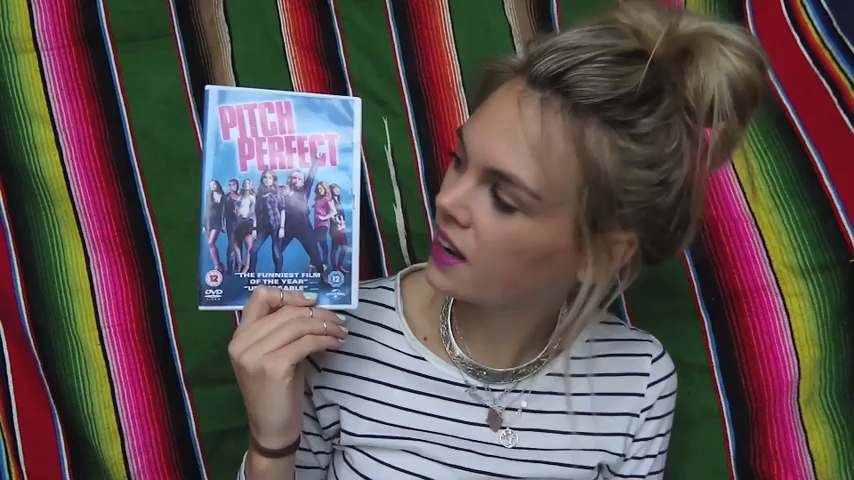 PITCH
PERFECT
"THE FUNNIEST FILM
OF THE YEAR"
12
12
DVD